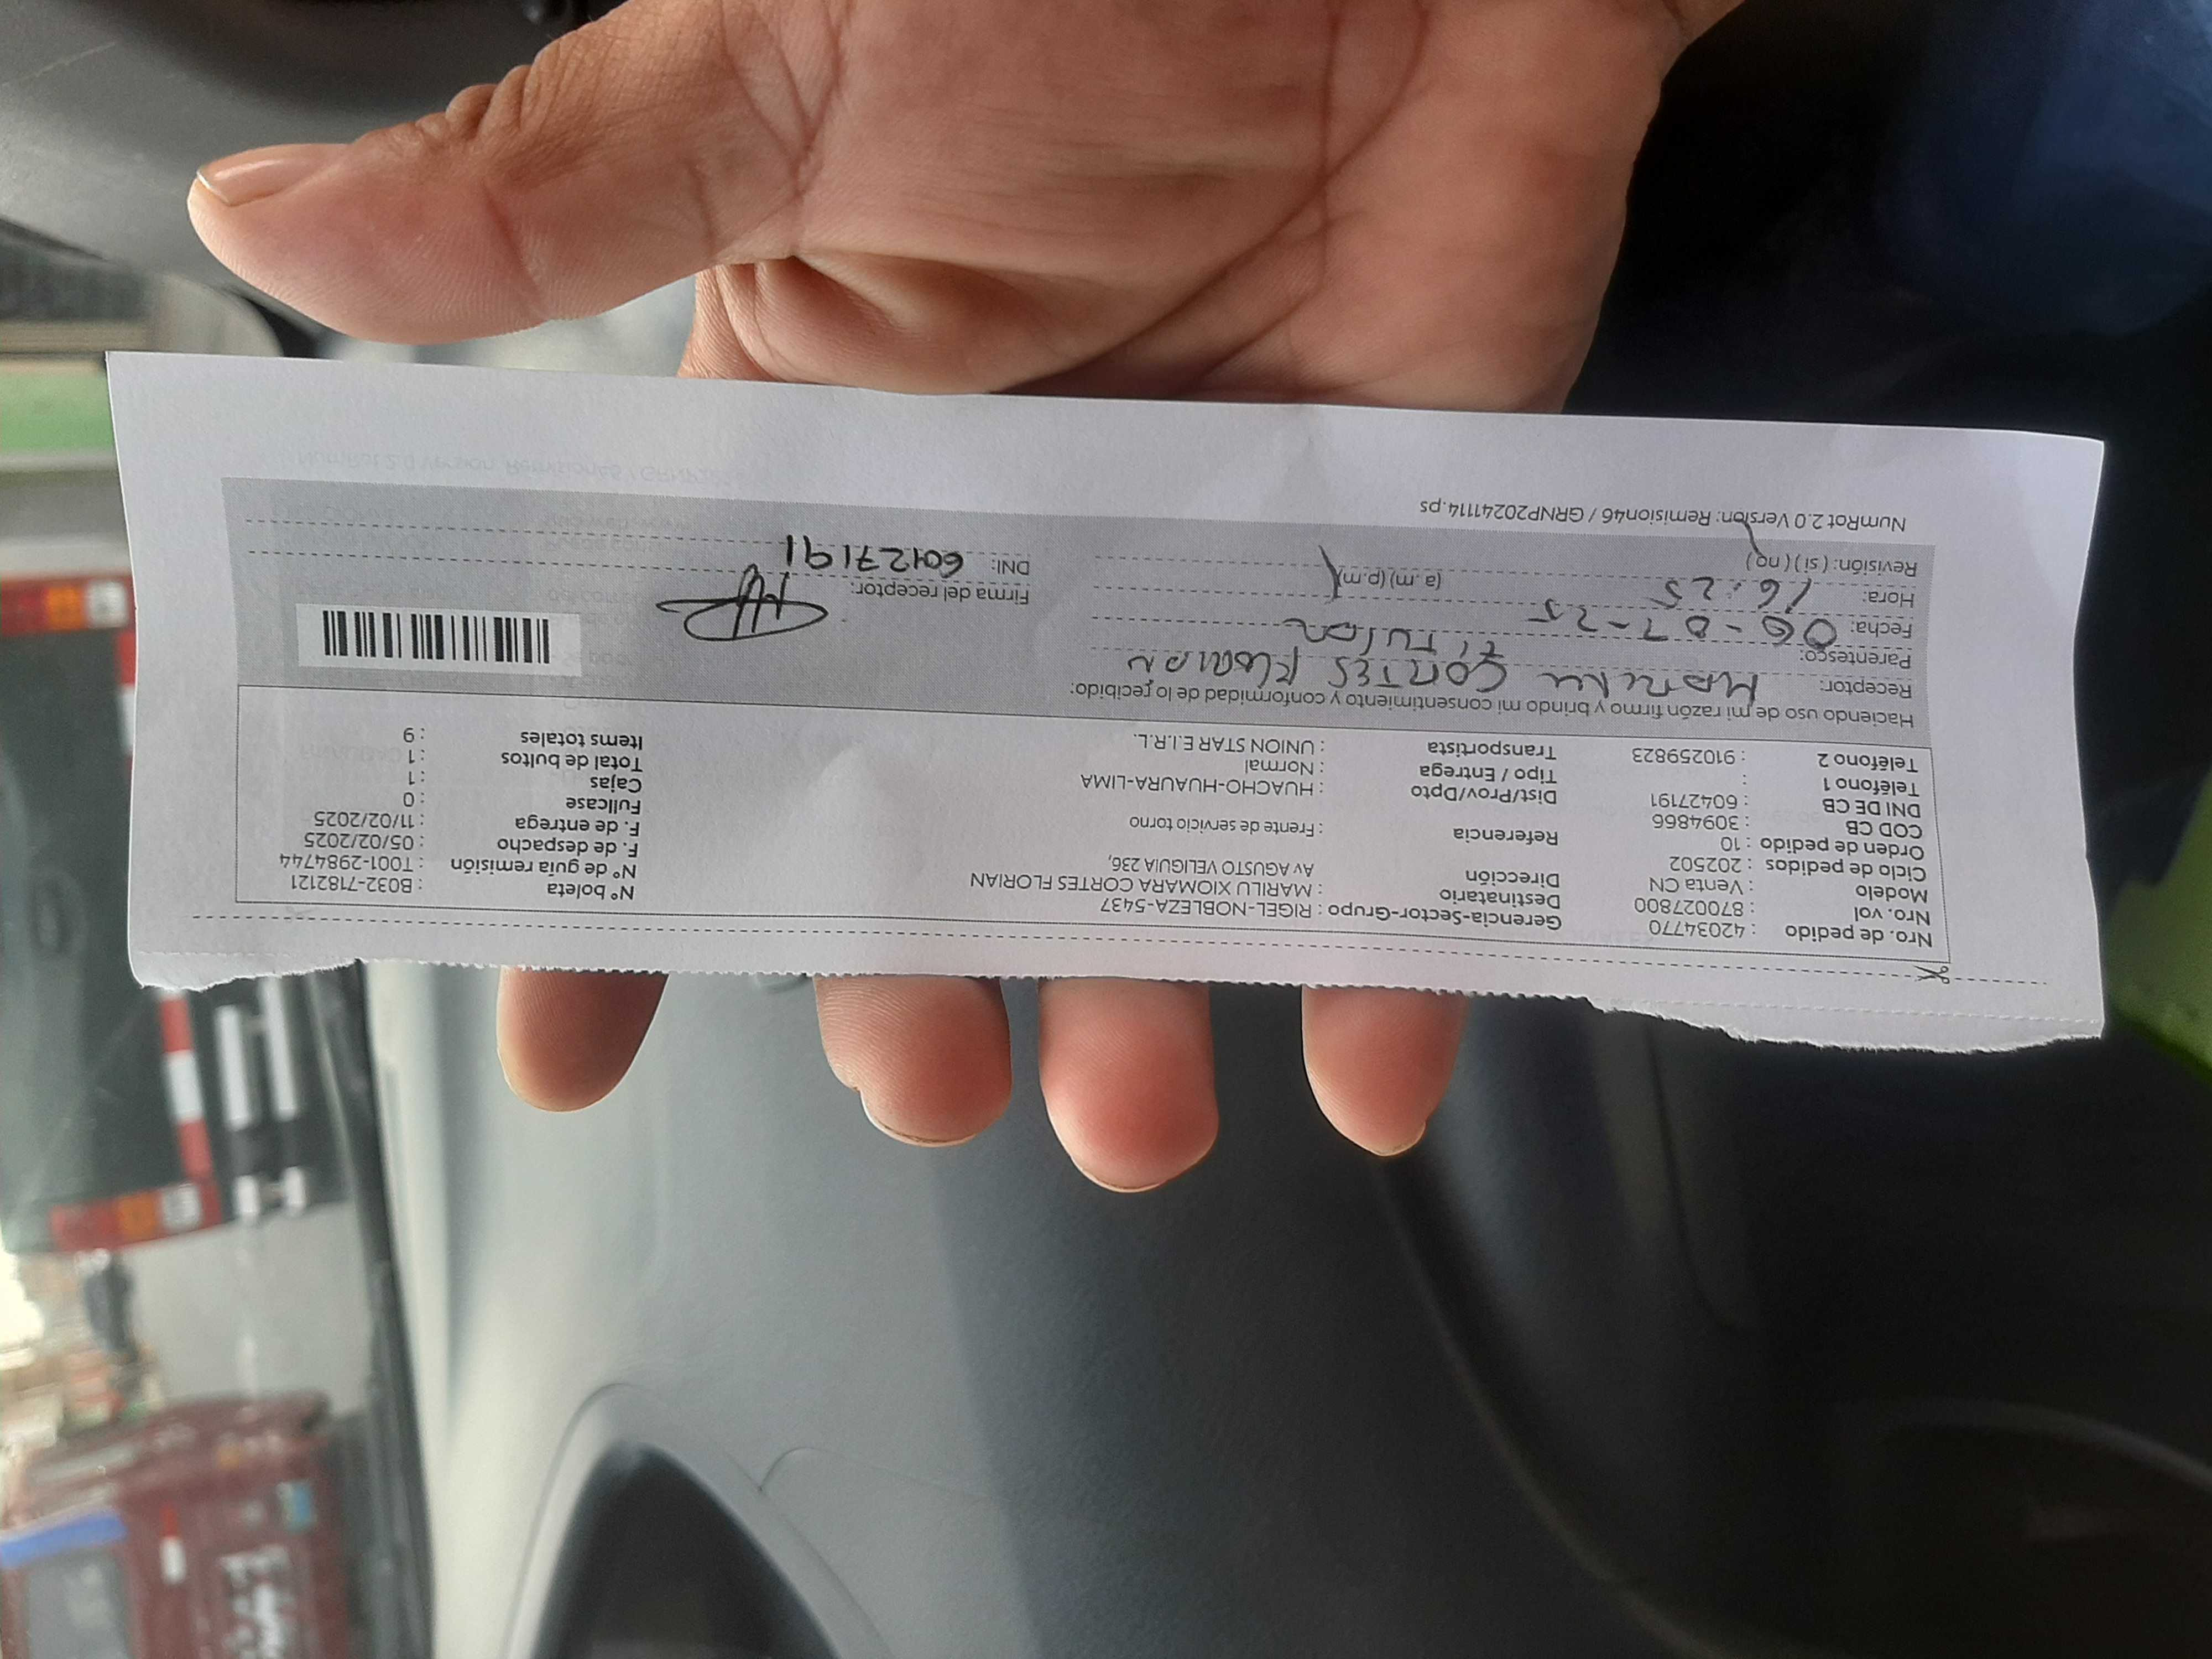 Nro. de pedido : 42034770
Nro. vol : 870027800
Modelo : Venta CN
Ciclo de pedidos : 202502
Orden de pedido : 10
COD CB : 3094866
DNI DE CB : 60427191
Teléfono 1 :
Teléfono 2 : 910259823
Gerencia-Sector-Grupo : RIGEL-NOBLEZA-5437
Destinatario : MARILU XIOMARA CORTES FLORIAN
Dirección Av AGUSTO VELIGUIA 236,
Referencia : Frente de servicio torno
Dist/Prov/Dpto : HUACHO-HUAURA-LIMA
Tipo / Entrega : Normal
Transportista : UNION STAR E.I.R.L.
N° boleta : B032-7182121
N° de guía remisión : T001-2984744
F. de despacho : 05/02/2025
F. de entrega : 11/02/2025
Fullcase : 0
Cajas : 1
Total de bultos : 1
Items totales : 9
Haciendo uso de mi razón firmo y brindo mi consentimiento y conformidad de lo recibido:
Receptor: Marilu CORTES FLORIAN
Parentesco: Titular
Fecha: 06-02-25
Hora: 16:25 (a.m) (p.m)
Revisión: (si) (no)
Firma del receptor:
DNI: 60427191
NumRot 2.0 Version: Remision46 / GRNP20241114.ps